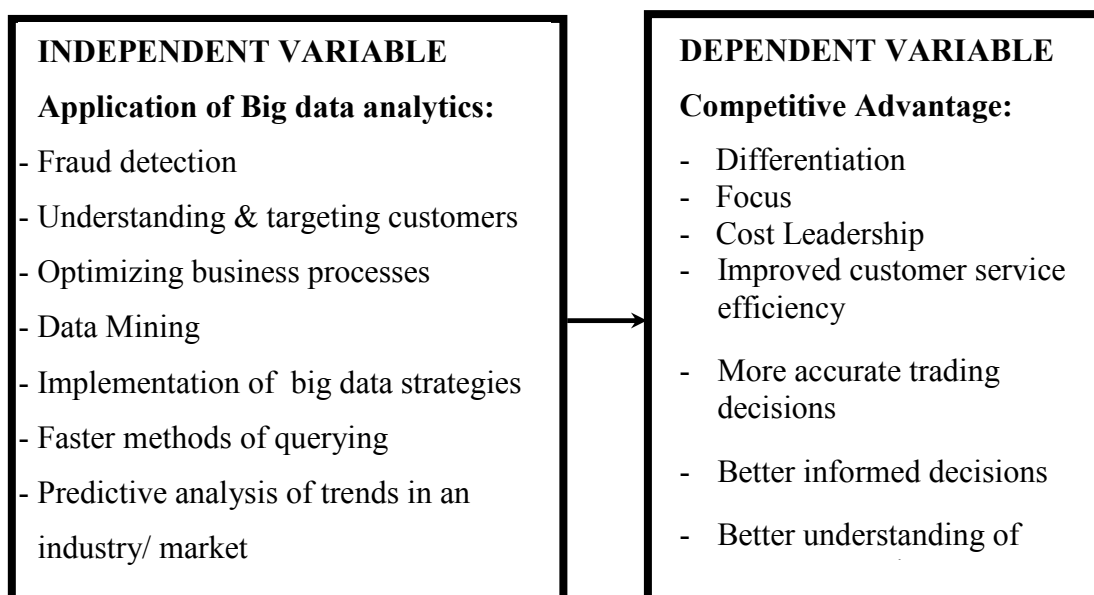 INDEPENDENT VARIABLE
Application of Big data analytics:
- Fraud detection
- Understanding & targeting customers
- Optimizing business processes
- Data Mining
- Implementation of big data strategies
- Faster methods of querying
- Predictive analysis of trends in an
industry/ market
DEPENDENT VARIABLE
Competitive Advantage:
- Differentiation
- Focus
- Cost Leadership
- Improved customer service
efficiency
- More accurate trading
decisions
- Better informed decisions
- Better understanding of